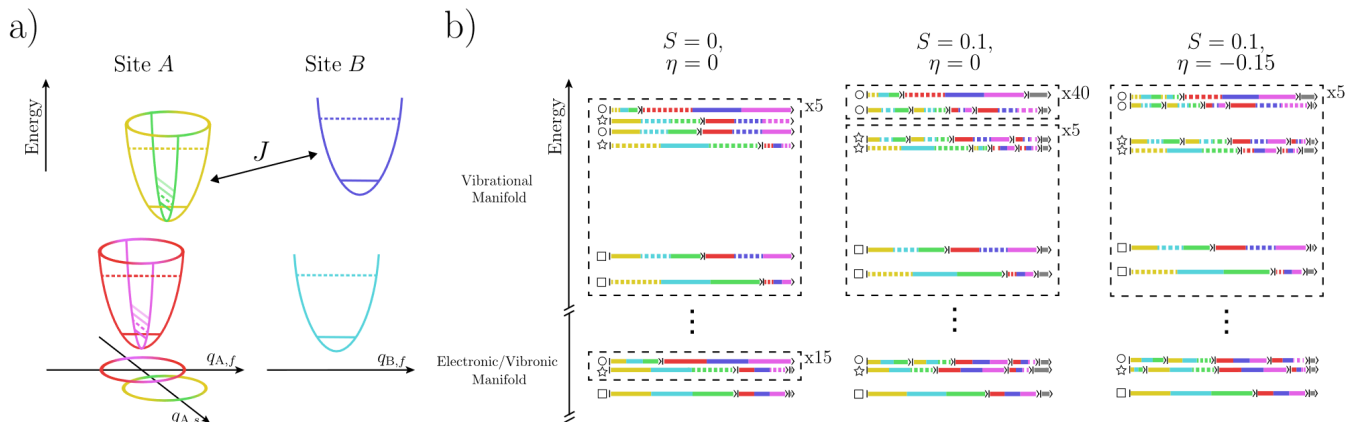 a)
Site A
Site B
Energy
J
q_{A,f}
q_{B,f}
q_{A,s}
b)
S = 0,
η = 0
S = 0.1,
η = 0
S = 0.1,
η = −0.15
Energy
x5
x40
x5
x5
Vibrational
Manifold
Electronic/Vibronic
Manifold
x15